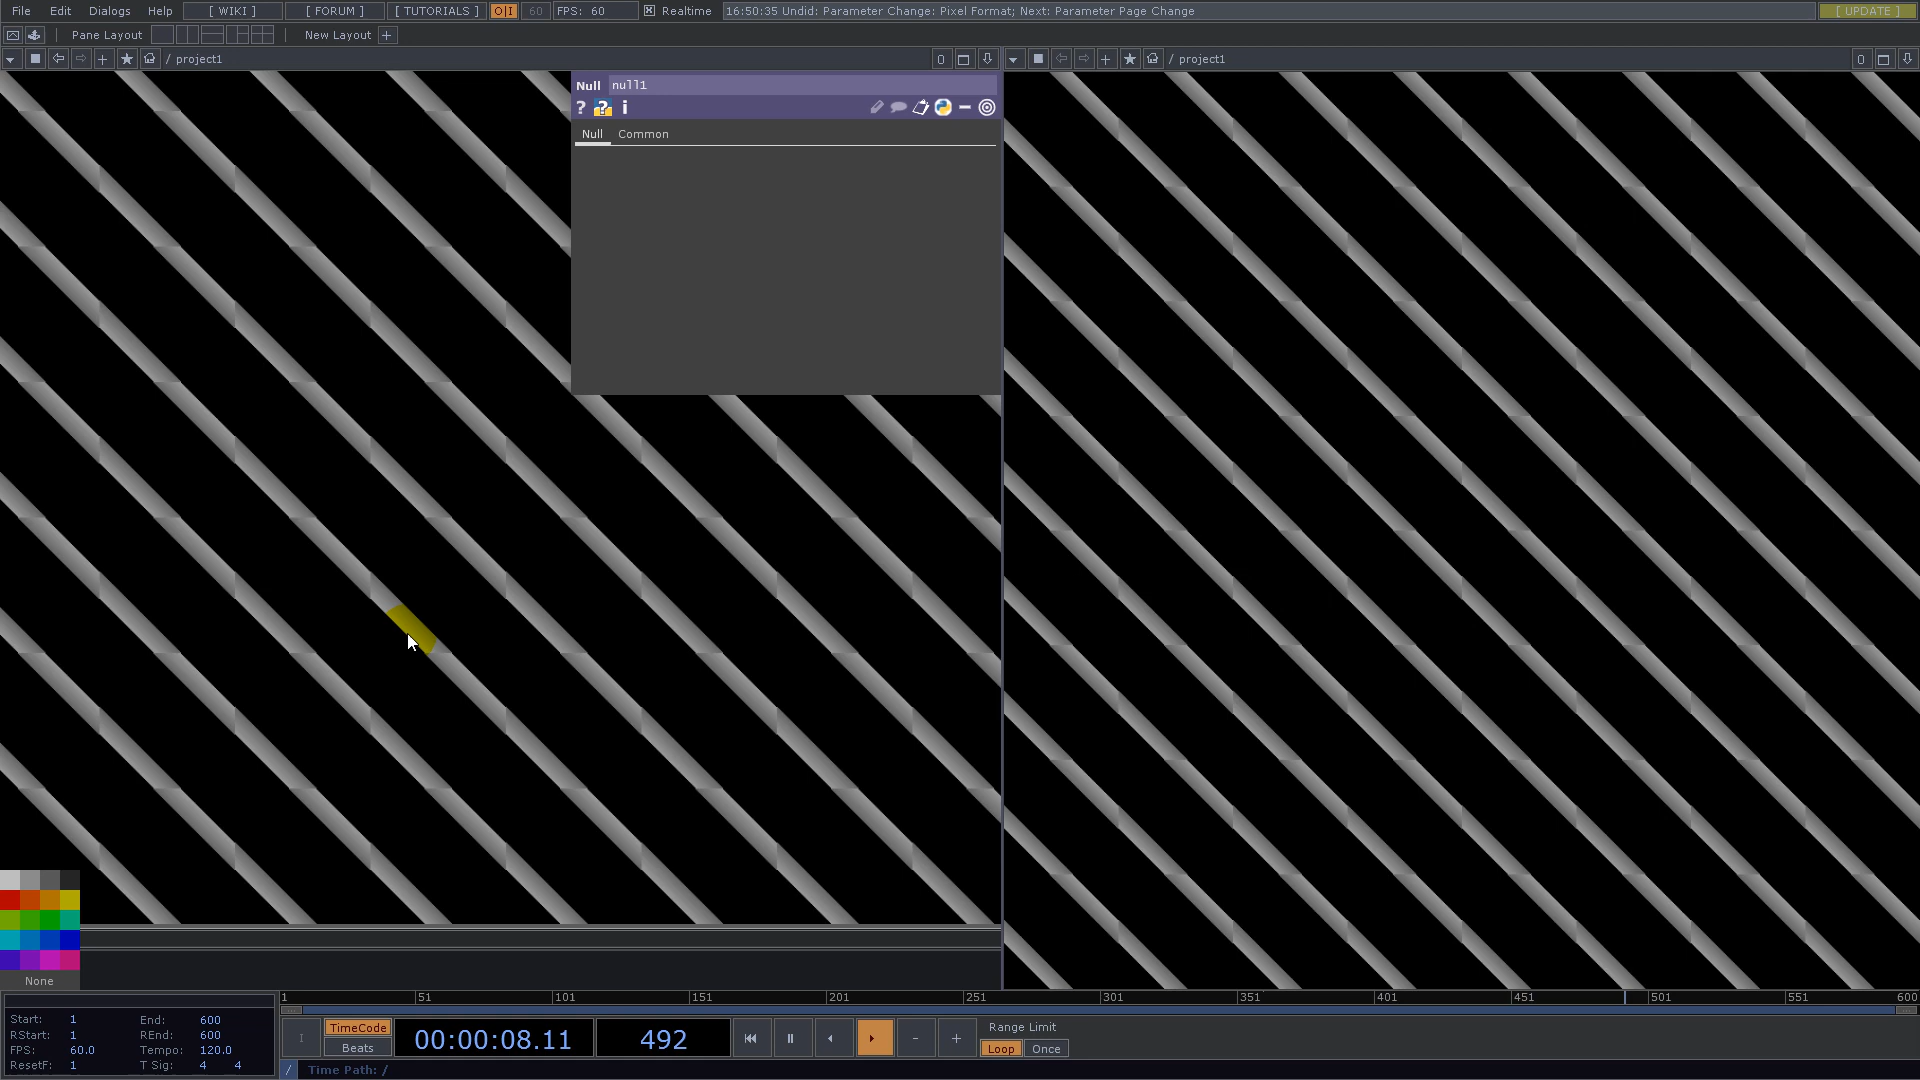 File Edit Dialogs Help [ WIKI ] [ FORUM ] [ TUTORIALS ] O|I 60 FPS: 60 Realtime 16:50:35 Undid: Parameter Change: Pixel Format; Next: Parameter Page Change [ UPDATE ]
Pane Layout New Layout +
/ project1 0 / project1 0
Null null1
? ? i
Null Common
None
1 51 101 151 201 251 301 351 401 451 501 551 600
Start: 1 End: 600
RStart: 1 REnd: 600
FPS: 60.0 Tempo: 120.0
ResetF: 1 T Sig: 4 4
I TimeCode 00:00:08.11 492 - + Range Limit
Beats Loop Once
/ Time Path: /